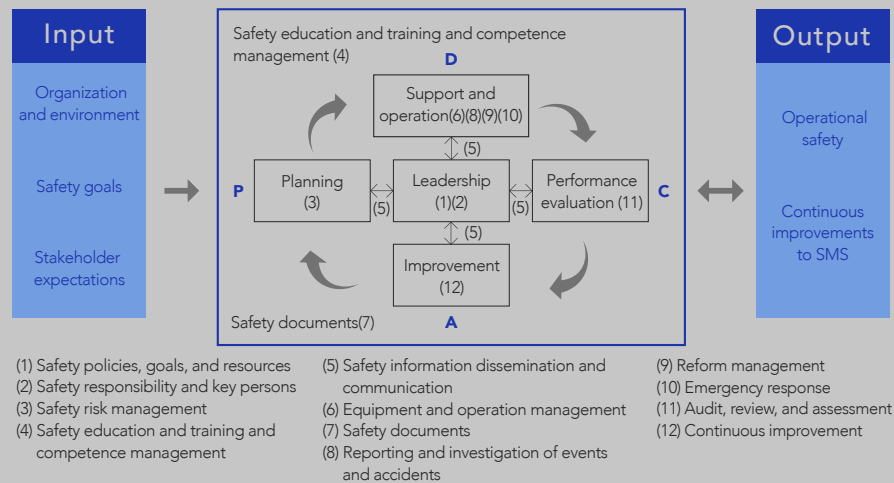 Input
Organization
and environment
Safety goals
Stakeholder
expectations
Safety education and training and competence
management (4)
D
Support and
operation(6)(8)(9)(10)
(5)
P
Planning
(3)
(5)
Leadership
(1)(2)
(5)
Performance
evaluation (11)
C
(5)
Improvement
(12)
Safety documents(7)
A
Output
Operational
safety
Continuous
improvements
to SMS
(1) Safety policies, goals, and resources
(2) Safety responsibility and key persons
(3) Safety risk management
(4) Safety education and training and
competence management
(5) Safety information dissemination and
communication
(6) Equipment and operation management
(7) Safety documents
(8) Reporting and investigation of events
and accidents
(9) Reform management
(10) Emergency response
(11) Audit, review, and assessment
(12) Continuous improvement